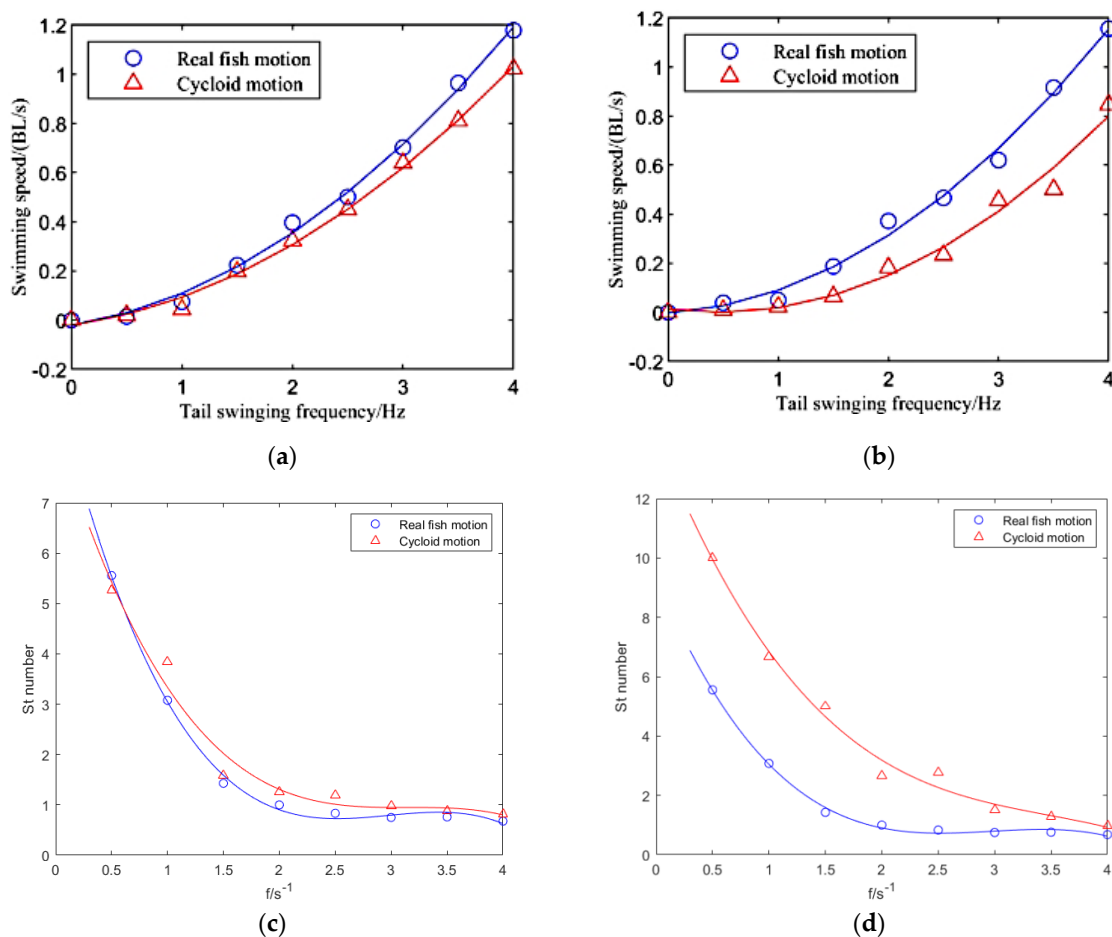 1.2
1
0.8
0.6
0.4
0.2
0
-0.2
Swimming speed/(BL/s)
Real fish motion
Cycloid motion
0 1 2 3 4
Tail swinging frequency/Hz
(a)
1.2
1
0.8
0.6
0.4
0.2
0
-0.2
Swimming speed/(BL/s)
Real fish motion
Cycloid motion
0 1 2 3 4
Tail swinging frequency/Hz
(b)
7
6
5
4
3
2
1
0
St number
Real fish motion
Cycloid motion
0 0.5 1 1.5 2 2.5 3 3.5 4
f/s⁻¹
(c)
12
10
8
6
4
2
0
St number
Real fish motion
Cycloid motion
0 0.5 1 1.5 2 2.5 3 3.5 4
f/s⁻¹
(d)